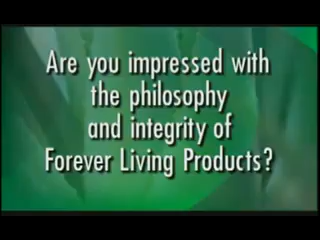 Are you impressed with
the philosophy
and integrity of
Forever Living Products?